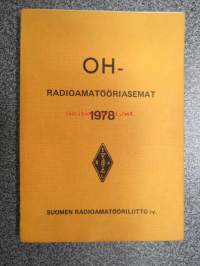 OH-
RADIOAMATÖÖRIASEMAT
1978
SUOMEN RADIOAMATÖÖRILIITTO ry.